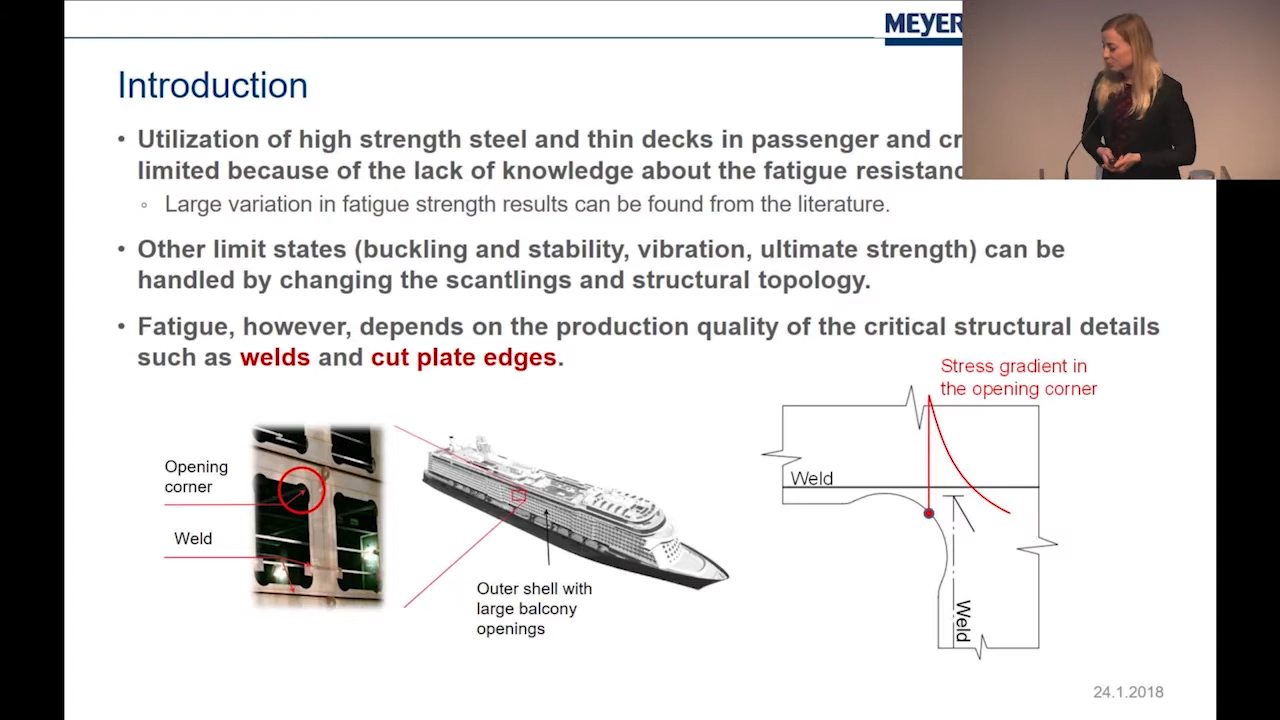 MEYER
Introduction
• Utilization of high strength steel and thin decks in passenger and
limited because of the lack of knowledge about the fatigue
◦ Large variation in fatigue strength results can be found from the literature.
• Other limit states (buckling and stability, vibration, ultimate strength) can be
handled by changing the scantlings and structural topology.
• Fatigue, however, depends on the production quality of the critical structural details
such as welds and cut plate edges.
Stress gradient in
the opening corner
Opening
corner
Weld
Outer shell with
large balcony
openings
Weld
Weld
24.1.2018